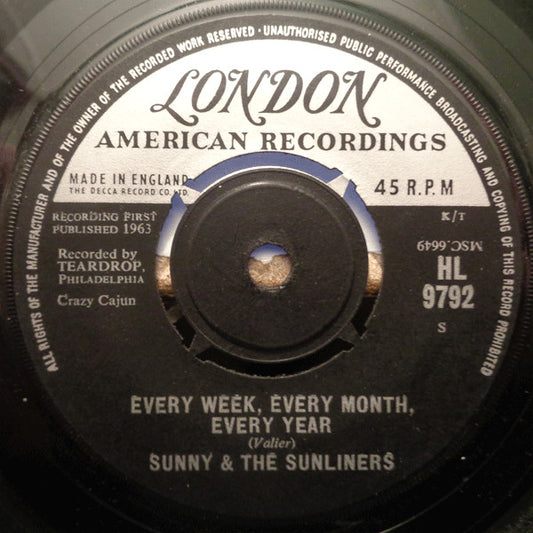 ALL RIGHTS OF THE MANUFACTURER AND OF THE OWNER OF THE RECORDED WORK RESERVED · UNAUTHORISED PUBLIC PERFORMANCE, BROADCASTING AND COPYING OF THIS RECORD PROHIBITED
LONDON
AMERICAN RECORDINGS
MADE IN ENGLAND
THE DECCA RECORD CO. LTD.
45 R.P.M
RECORDING FIRST
PUBLISHED 1963
K/T
Recorded by
TEARDROP,
PHILADELPHIA
Crazy Cajun
MSC.6649
HL
9792
S
EVERY WEEK, EVERY MONTH,
EVERY YEAR
(Valier)
SUNNY & THE SUNLINERS